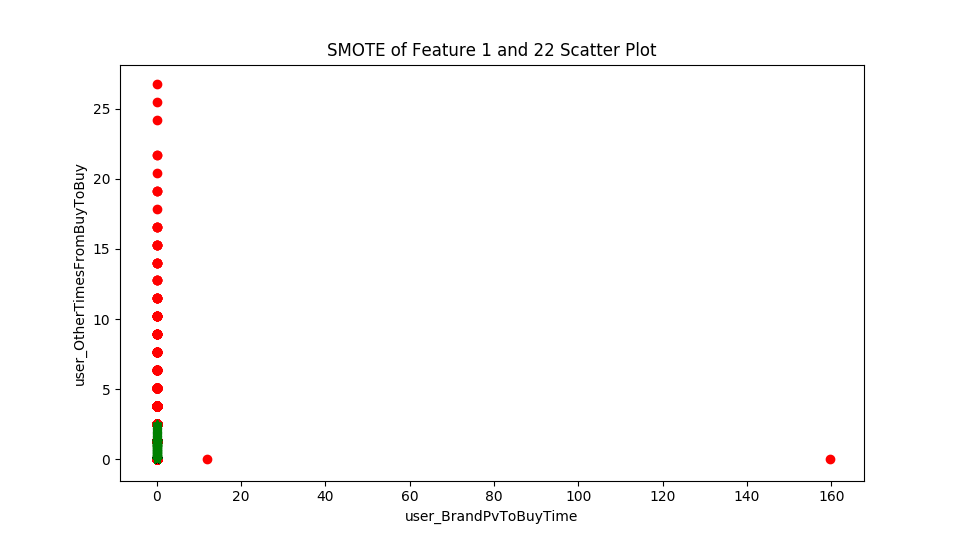 SMOTE of Feature 1 and 22 Scatter Plot
user_OtherTimesFromBuyToBuy
25
20
15
10
5
0
0 20 40 60 80 100 120 140 160
user_BrandPvToBuyTime